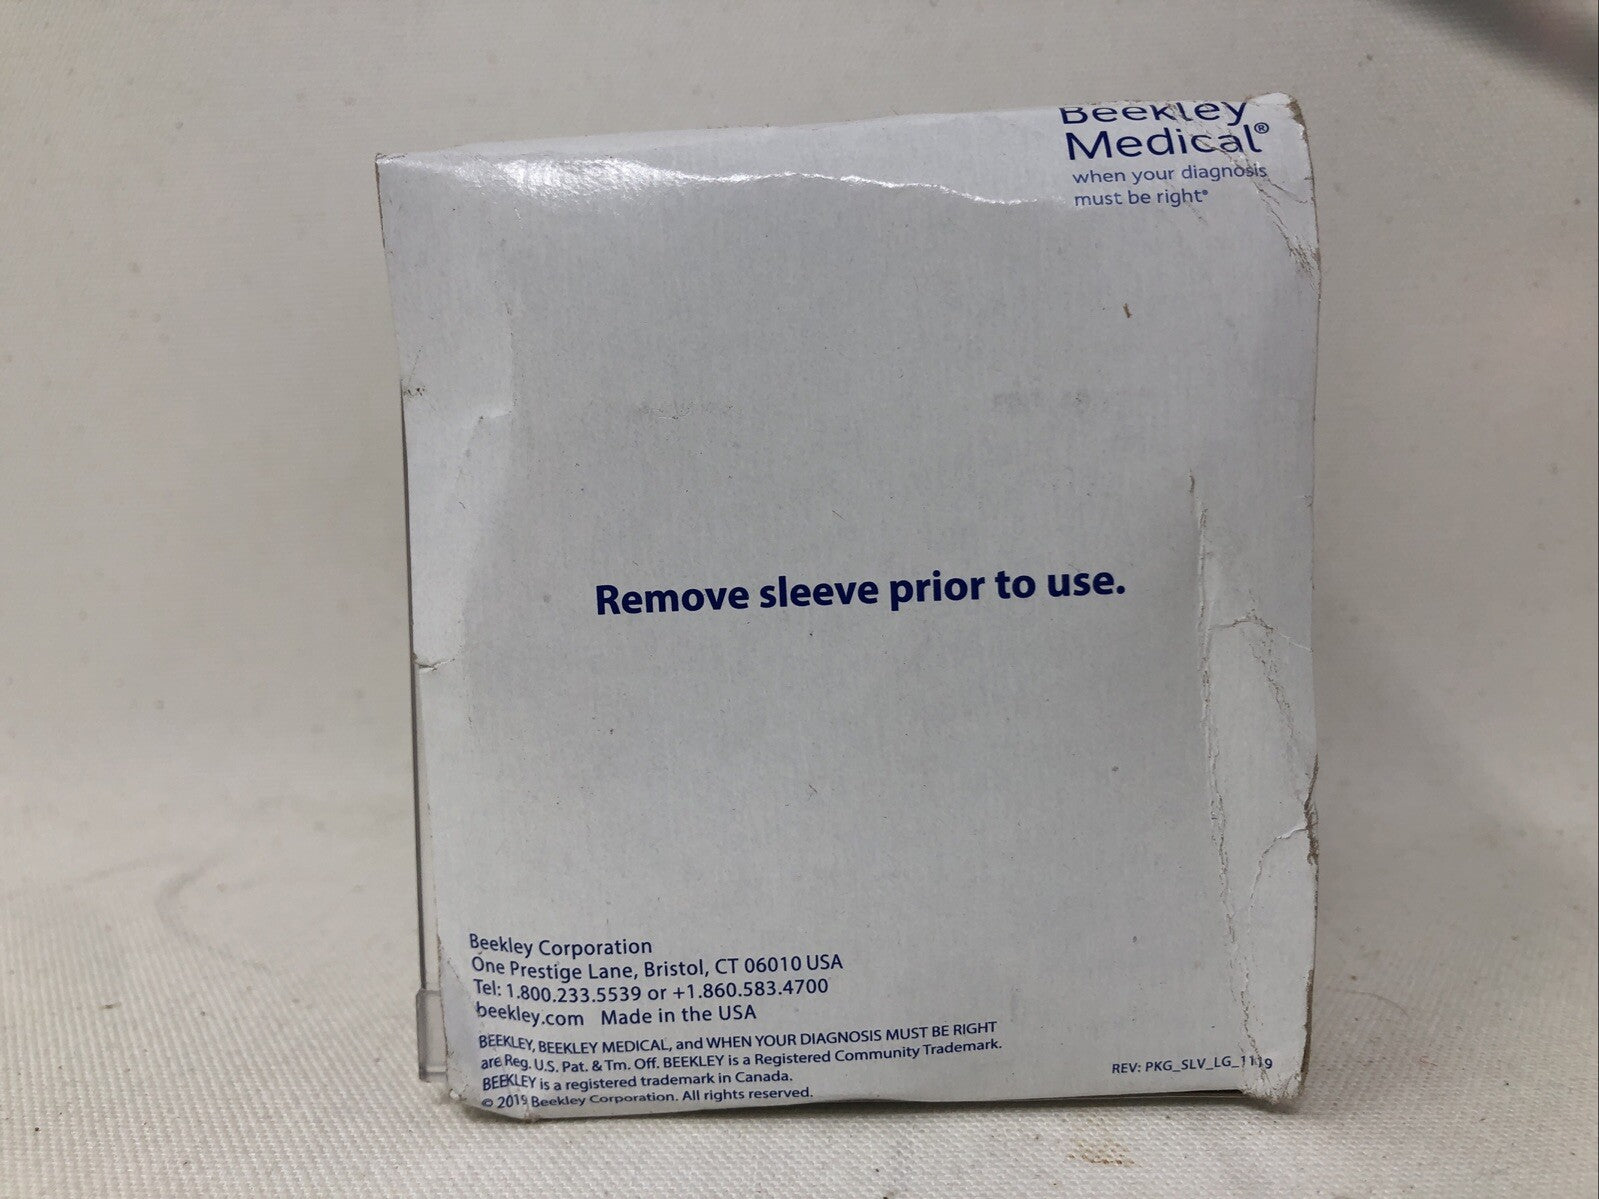 Beekley
Medical®
when your diagnosis
must be right®
Remove sleeve prior to use.
Beekley Corporation
One Prestige Lane, Bristol, CT 06010 USA
Tel: 1.800.233.5539 or +1.860.583.4700
beekley.com Made in the USA
BEEKLEY, BEEKLEY MEDICAL, and WHEN YOUR DIAGNOSIS MUST BE RIGHT
are Reg. U.S. Pat. & Tm. Off. BEEKLEY is a Registered Community Trademark.
BEEKLEY is a registered trademark in Canada.
© 2019 Beekley Corporation. All rights reserved.
REV: PKG_SLV_LG_1119